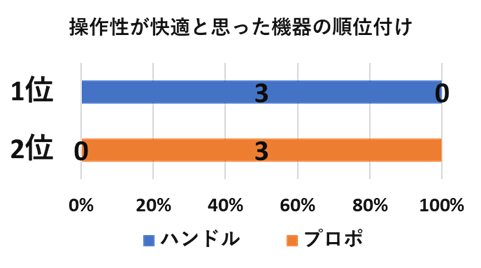 操作性が快適と思った機器の順位付け
1位 3 0
2位 0 3
0% 20% 40% 60% 80% 100%
ハンドル プロポ